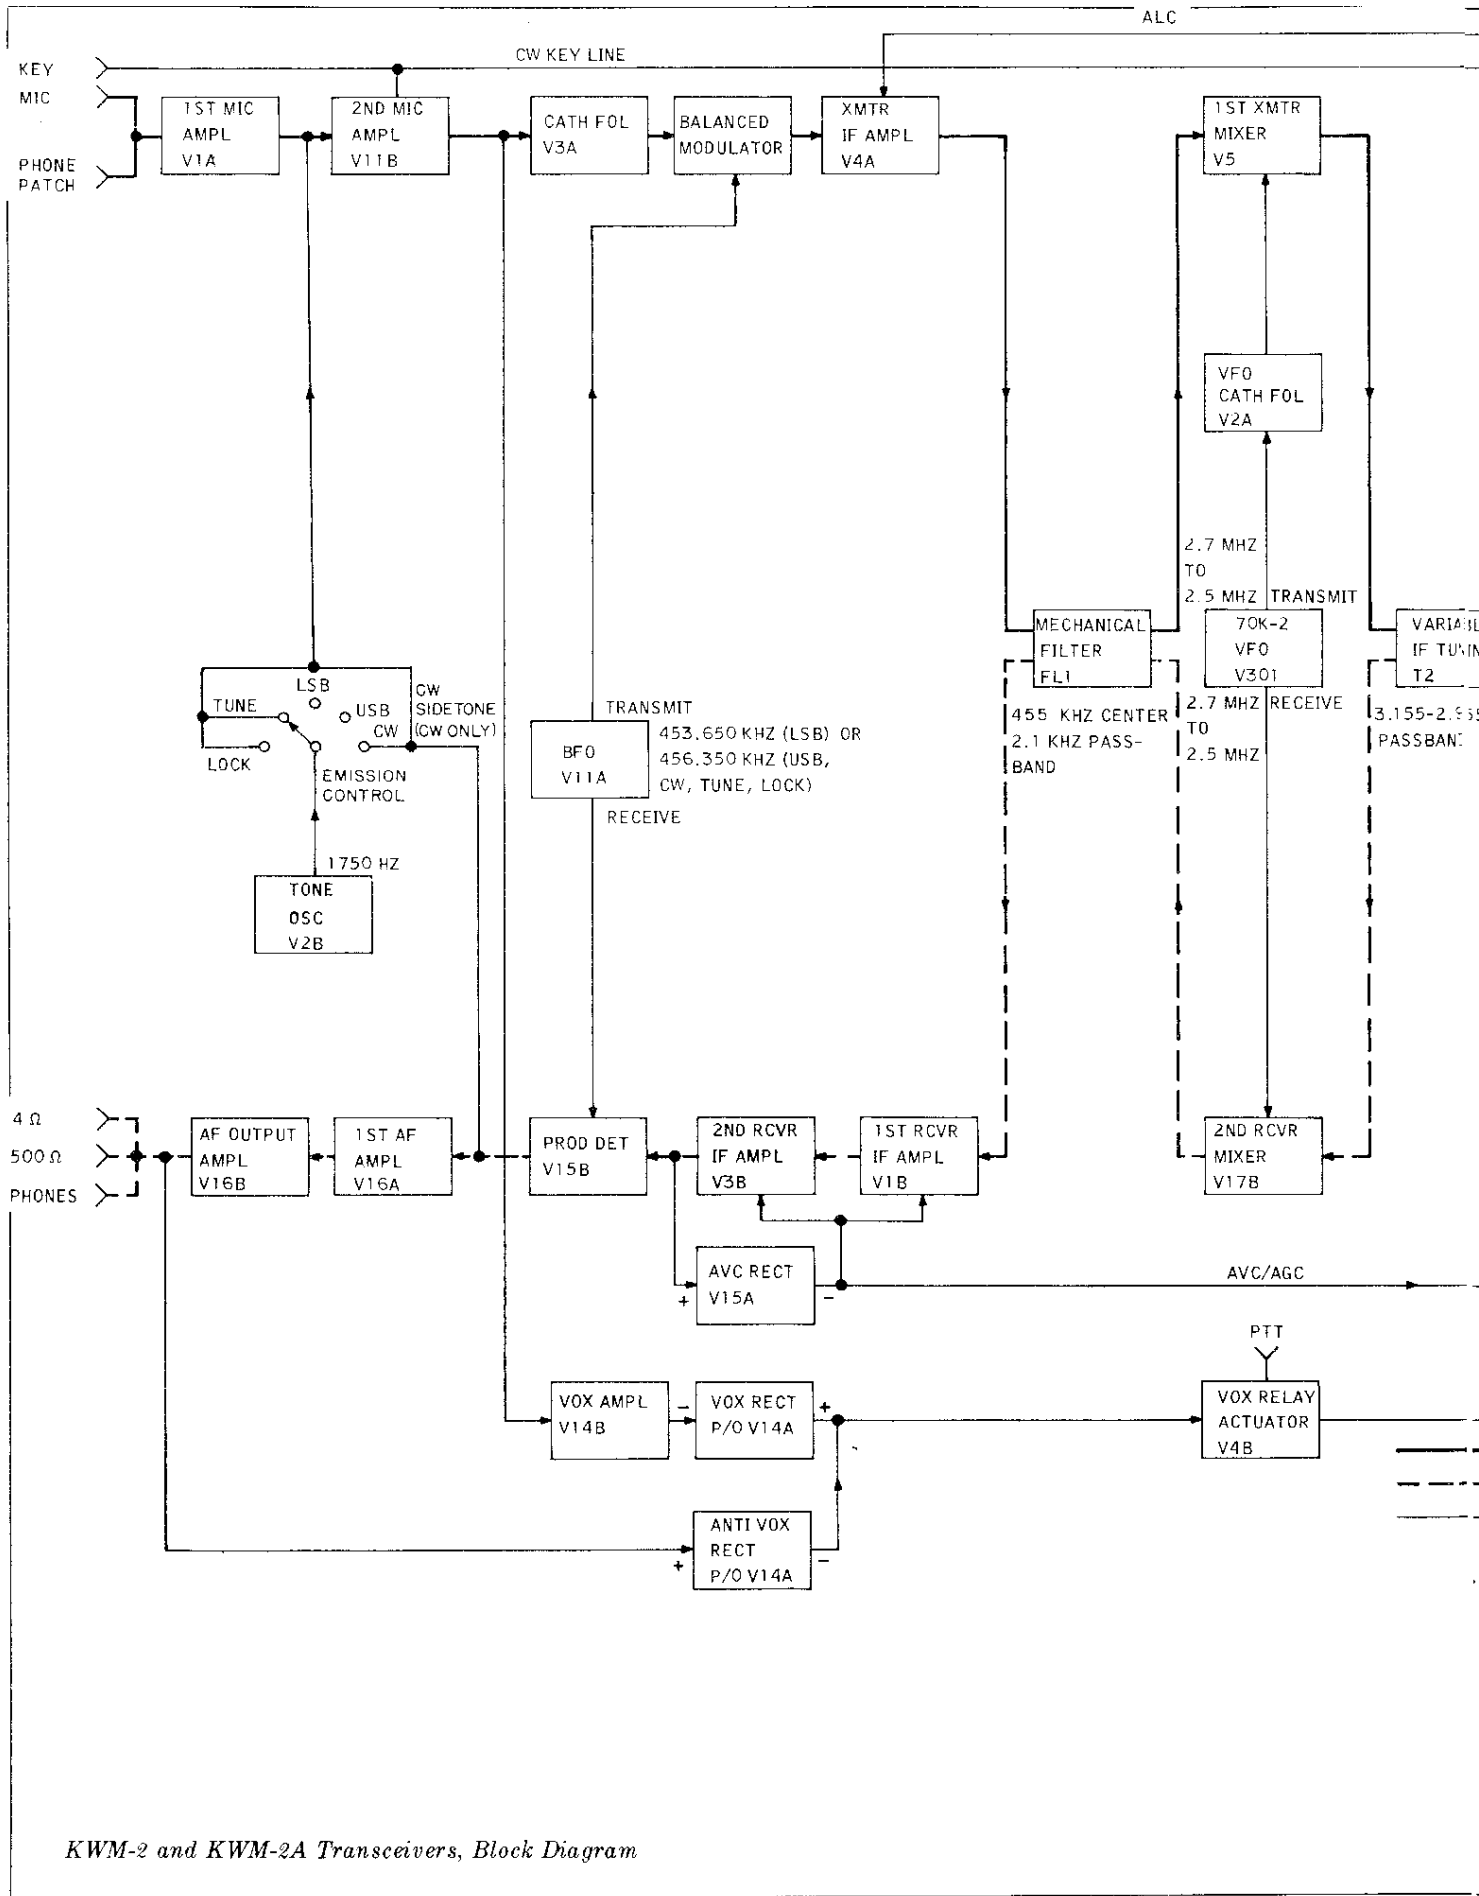 ALC
CW KEY LINE
KEY
MIC
PHONE
PATCH
1ST MIC
AMPL
V1A
2ND MIC
AMPL
V11B
CATH FOL
V3A
BALANCED
MODULATOR
XMTR
IF AMPL
V4A
1ST XMTR
MIXER
V5
VFO
CATH FOL
V2A
2.7 MHZ
TO
2.5 MHZ
TRANSMIT
MECHANICAL
FILTER
FL1
70K-2
VFO
V301
IF
T2
455 KHZ CENTER
2.1 KHZ PASS-
BAND
2.7 MHZ
TO
2.5 MHZ
RECEIVE
LSB
TUNE
USB
CW
LOCK
CW
SIDETONE
(CW ONLY)
EMISSION
CONTROL
1750 HZ
TONE
OSC
V2B
TRANSMIT
BFO
V11A
453.650 KHZ (LSB) OR
456.350 KHZ (USB,
CW, TUNE, LOCK)
RECEIVE
4 Ω
500 Ω
PHONES
AF OUTPUT
AMPL
V16B
1ST AF
AMPL
V16A
PROD DET
V15B
2ND RCVR
IF AMPL
V3B
1ST RCVR
IF AMPL
V1B
2ND RCVR
MIXER
V17B
AVC RECT
V15A
+
−
AVC/AGC
PTT
VOX AMPL
V14B
−
VOX RECT
P/O V14A
+
VOX RELAY
ACTUATOR
V4B
ANTI VOX
RECT
P/O V14A
+
−
KWM-2 and KWM-2A Transceivers, Block Diagram